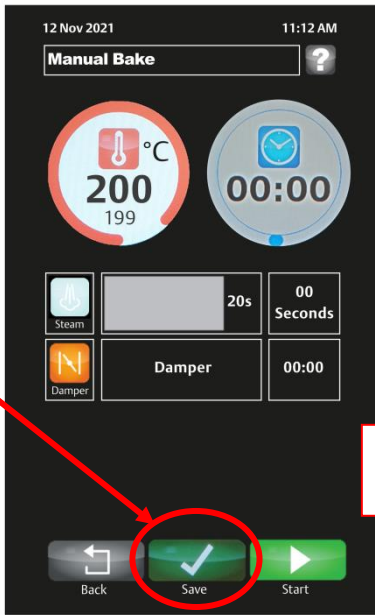 12 Nov 2021 11:12 AM
Manual Bake ?
°C
200
199
00:00
Steam
20s
00
Seconds
Damper
Damper
00:00
Back
Save
Start